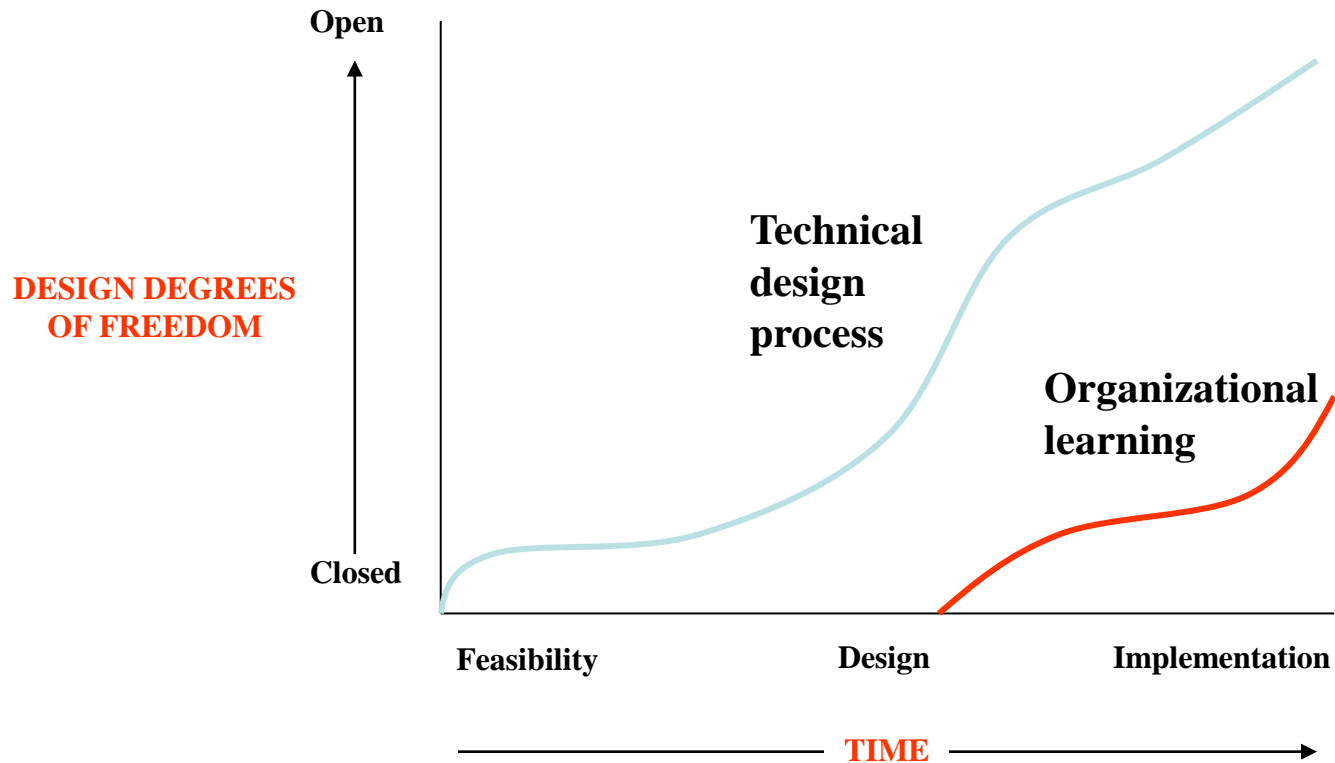 Open
Technical
design
process
DESIGN DEGREES
OF FREEDOM
Organizational
learning
Closed
Feasibility
Design
Implementation
TIME